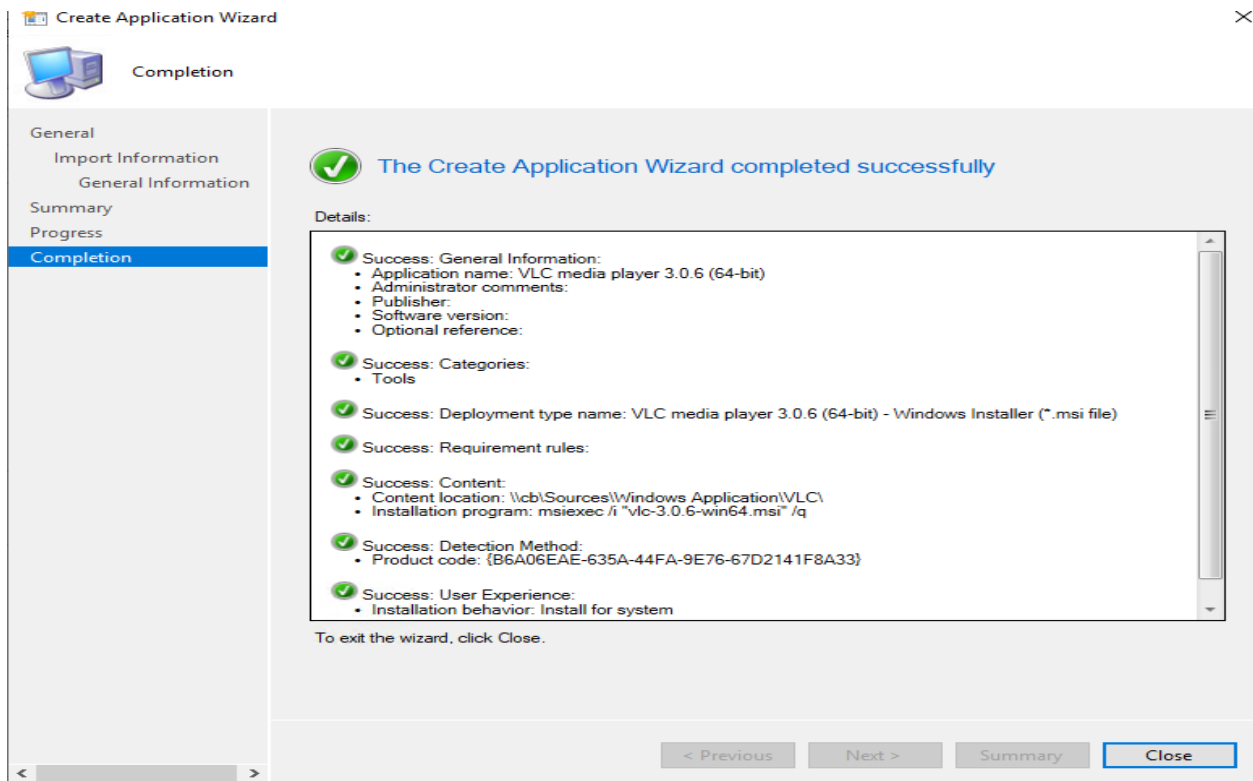 Create Application Wizard
Completion
General
Import Information
General Information
Summary
Progress
Completion
The Create Application Wizard completed successfully
Details:
Success: General Information:
• Application name: VLC media player 3.0.6 (64-bit)
• Administrator comments:
• Publisher:
• Software version:
• Optional reference:
Success: Categories:
• Tools
Success: Deployment type name: VLC media player 3.0.6 (64-bit) - Windows Installer (*.msi file)
Success: Requirement rules:
Success: Content:
• Content location: \\cb\Sources\Windows Application\VLC\
• Installation program: msiexec /i "vlc-3.0.6-win64.msi" /q
Success: Detection Method:
• Product code: {B6A06EAE-635A-44FA-9E76-67D2141F8A33}
Success: User Experience:
• Installation behavior: Install for system
To exit the wizard, click Close.
< Previous
Next >
Summary
Close